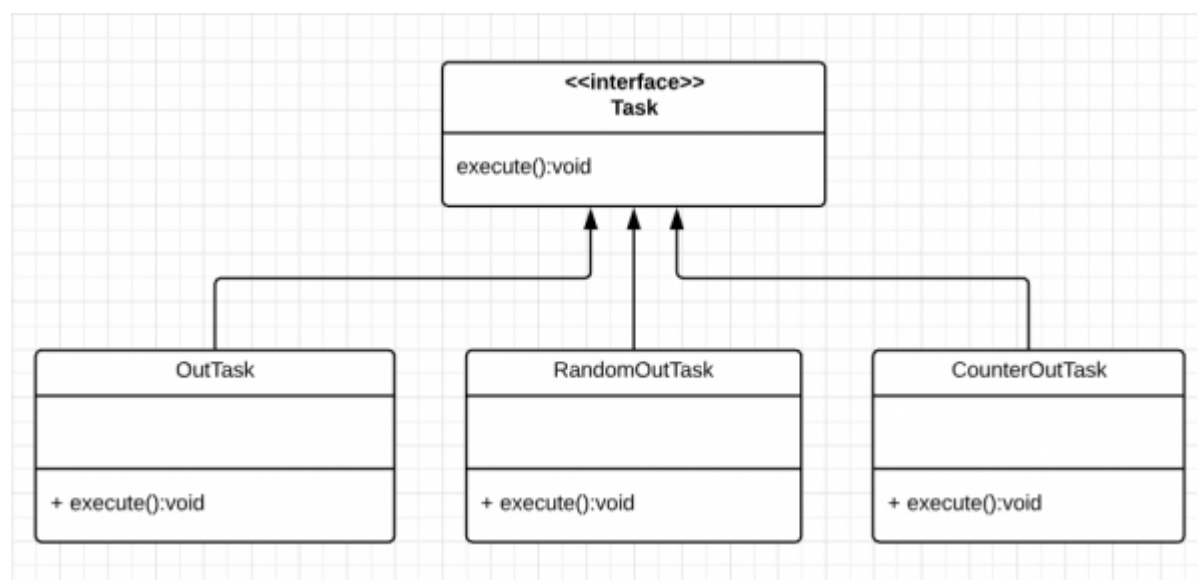 <<interface>>
Task
execute():void
OutTask
RandomOutTask
CounterOutTask
+ execute():void
+ execute():void
+ execute():void